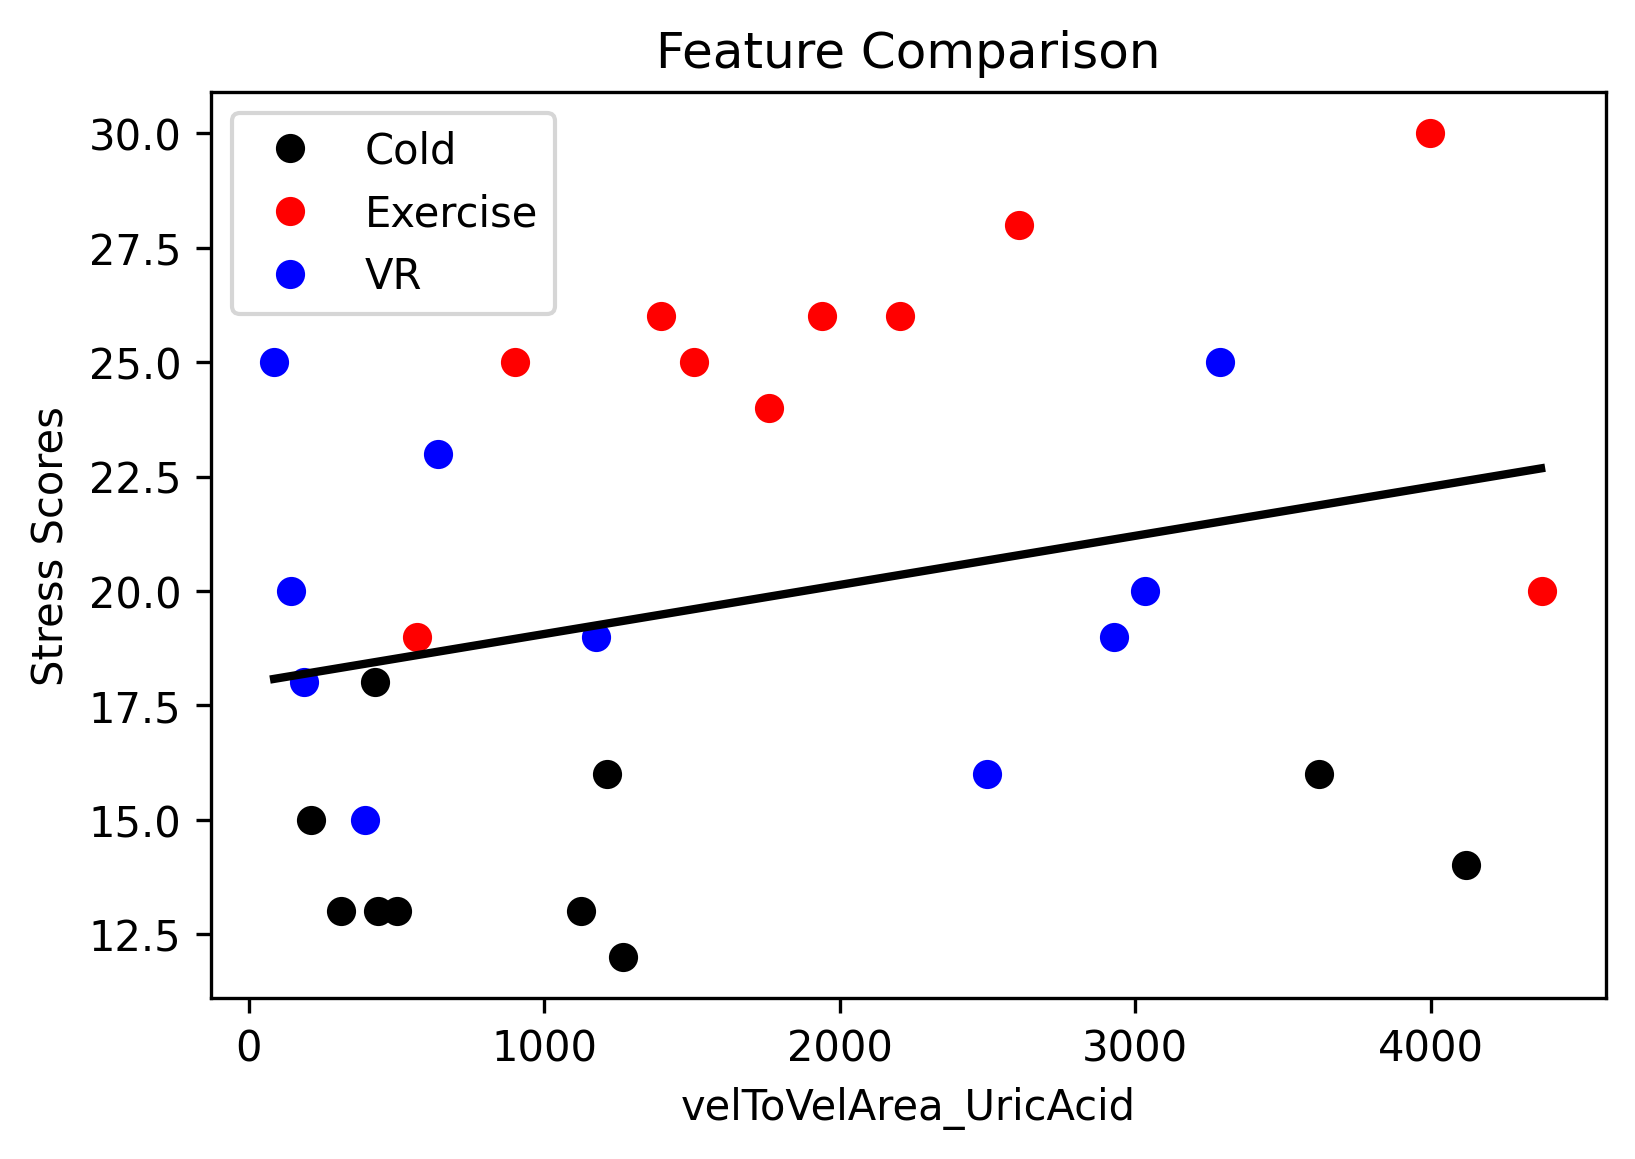 Feature Comparison
Cold
Exercise
VR
30.0
27.5
25.0
22.5
20.0
17.5
15.0
12.5
Stress Scores
0 1000 2000 3000 4000
velToVelArea_UricAcid